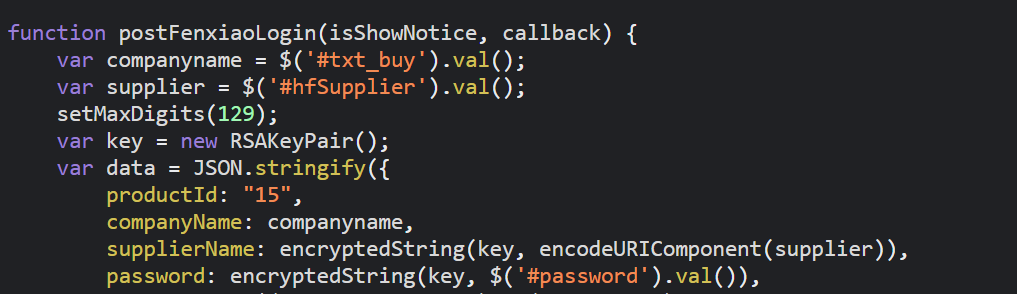 function postFenxiaoLogin(isShowNotice, callback) {
var companyname = $('#txt_buy').val();
var supplier = $('#hfSupplier').val();
setMaxDigits(129);
var key = new RSAKeyPair();
var data = JSON.stringify({
productId: "15",
companyName: companyname,
supplierName: encryptedString(key, encodeURIComponent(supplier)),
password: encryptedString(key, $('#password').val()),